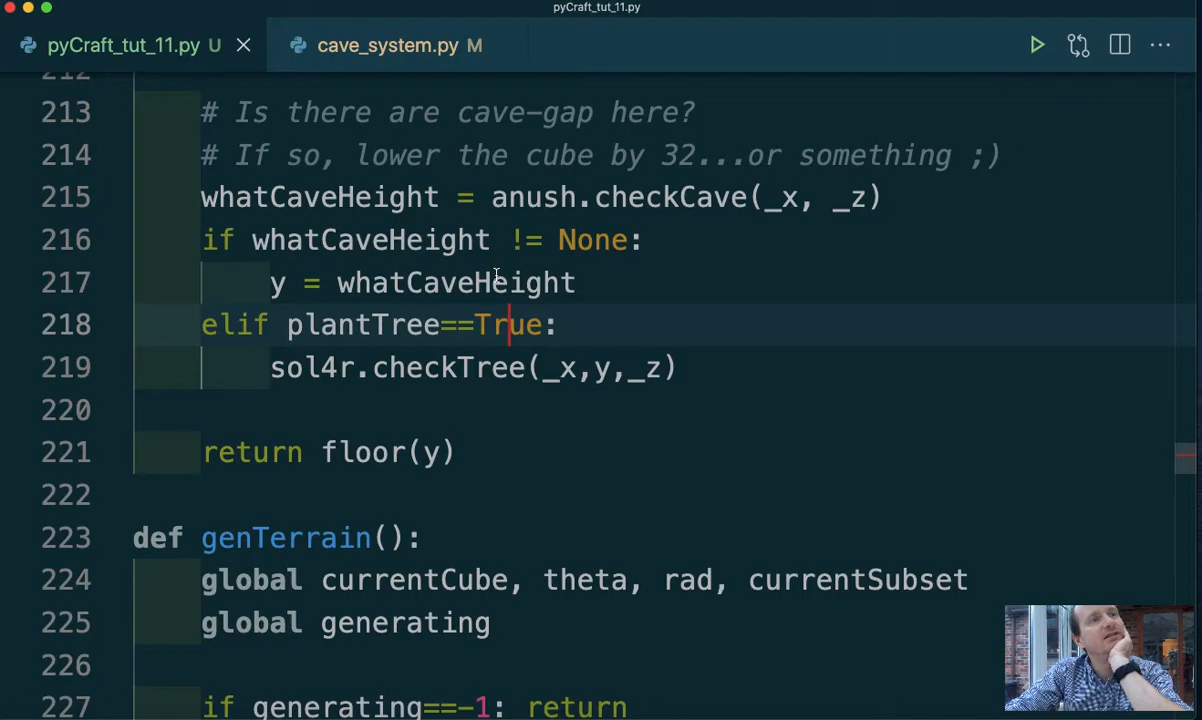 pyCraft_tut_11.py
pyCraft_tut_11.py U cave_system.py M
212
213 # Is there are cave-gap here?
214 # If so, lower the cube by 32...or something ;)
215 whatCaveHeight = anush.checkCave(_x, _z)
216 if whatCaveHeight != None:
217 y = whatCaveHeight
218 elif plantTree==True:
219 sol4r.checkTree(_x,y,_z)
220
221 return floor(y)
222
223 def genTerrain():
224 global currentCube, theta, rad, currentSubset
225 global generating
226
227 if generating==-1: return